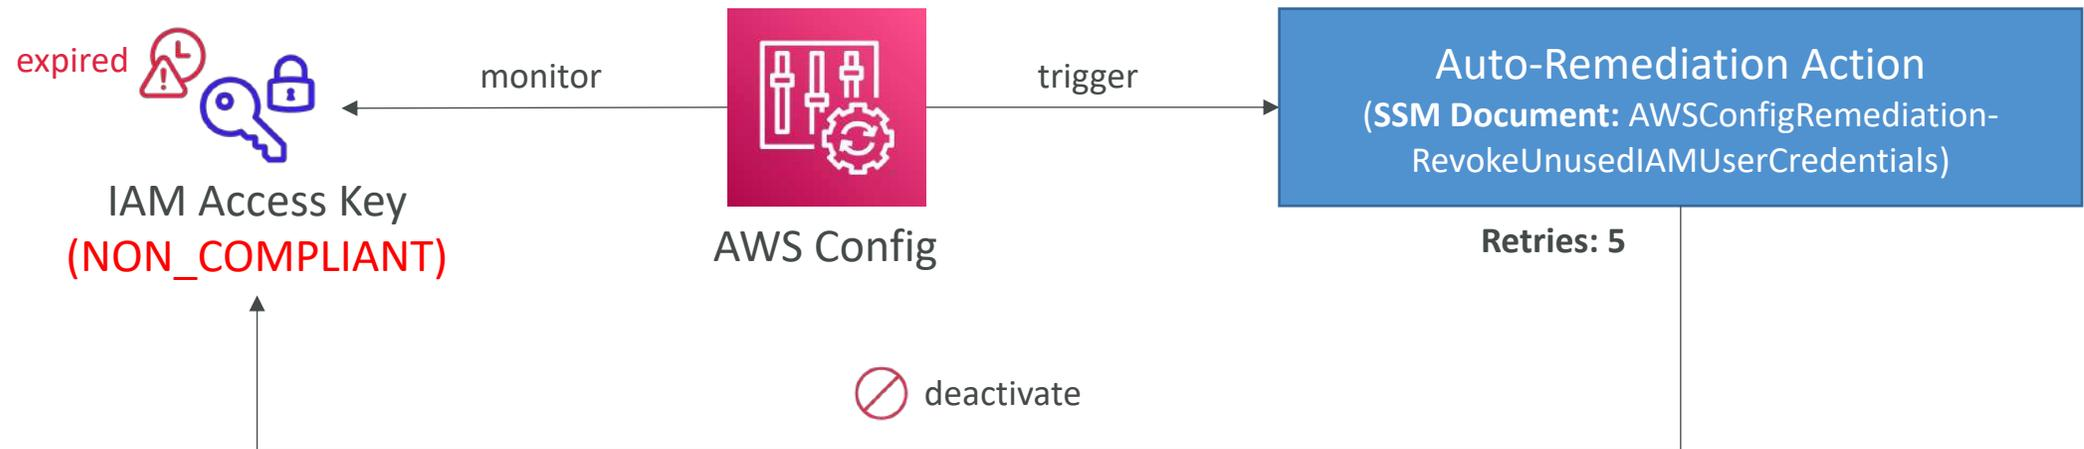 expired
monitor
trigger
Auto-Remediation Action
(SSM Document: AWSConfigRemediation-
RevokeUnusedIAMUserCredentials)
IAM Access Key
(NON_COMPLIANT)
AWS Config
Retries: 5
deactivate